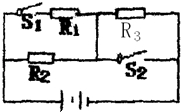 S₁ R₁ R₃
R₂ S₂